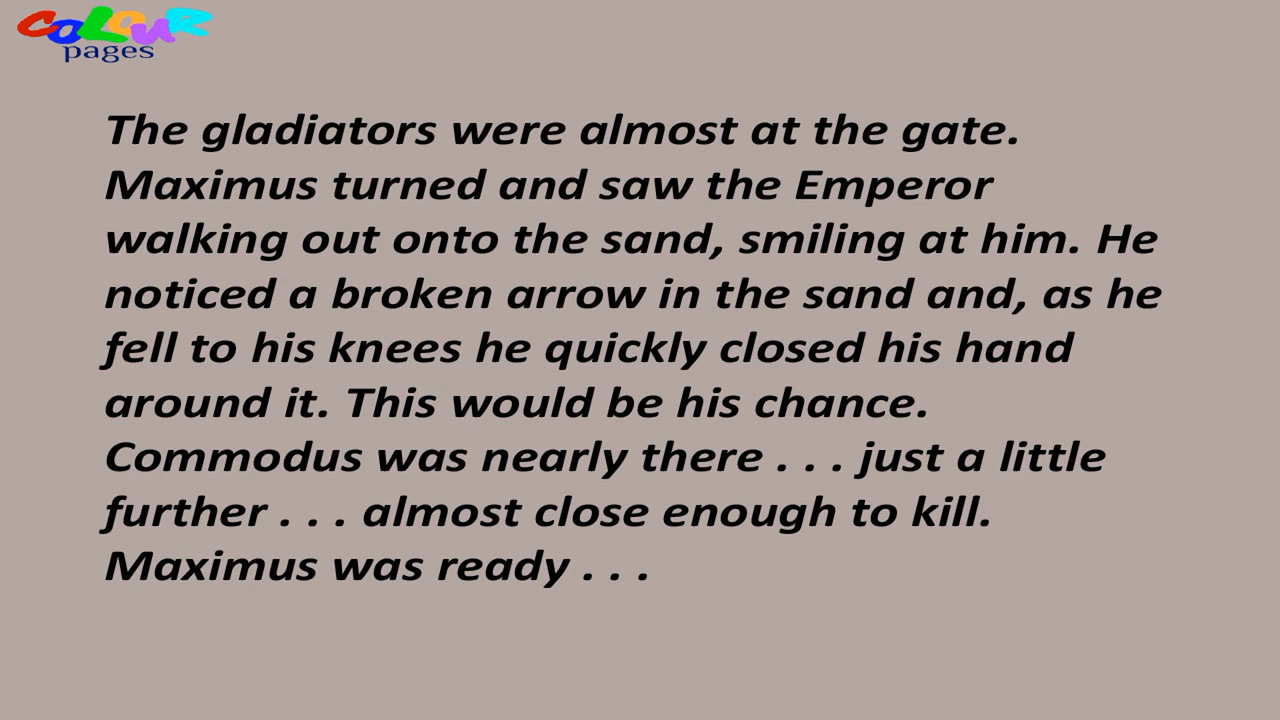 COLOUR
pages
The gladiators were almost at the gate.
Maximus turned and saw the Emperor
walking out onto the sand, smiling at him. He
noticed a broken arrow in the sand and, as he
fell to his knees he quickly closed his hand
around it. This would be his chance.
Commodus was nearly there . . . just a little
further . . . almost close enough to kill.
Maximus was ready . . .